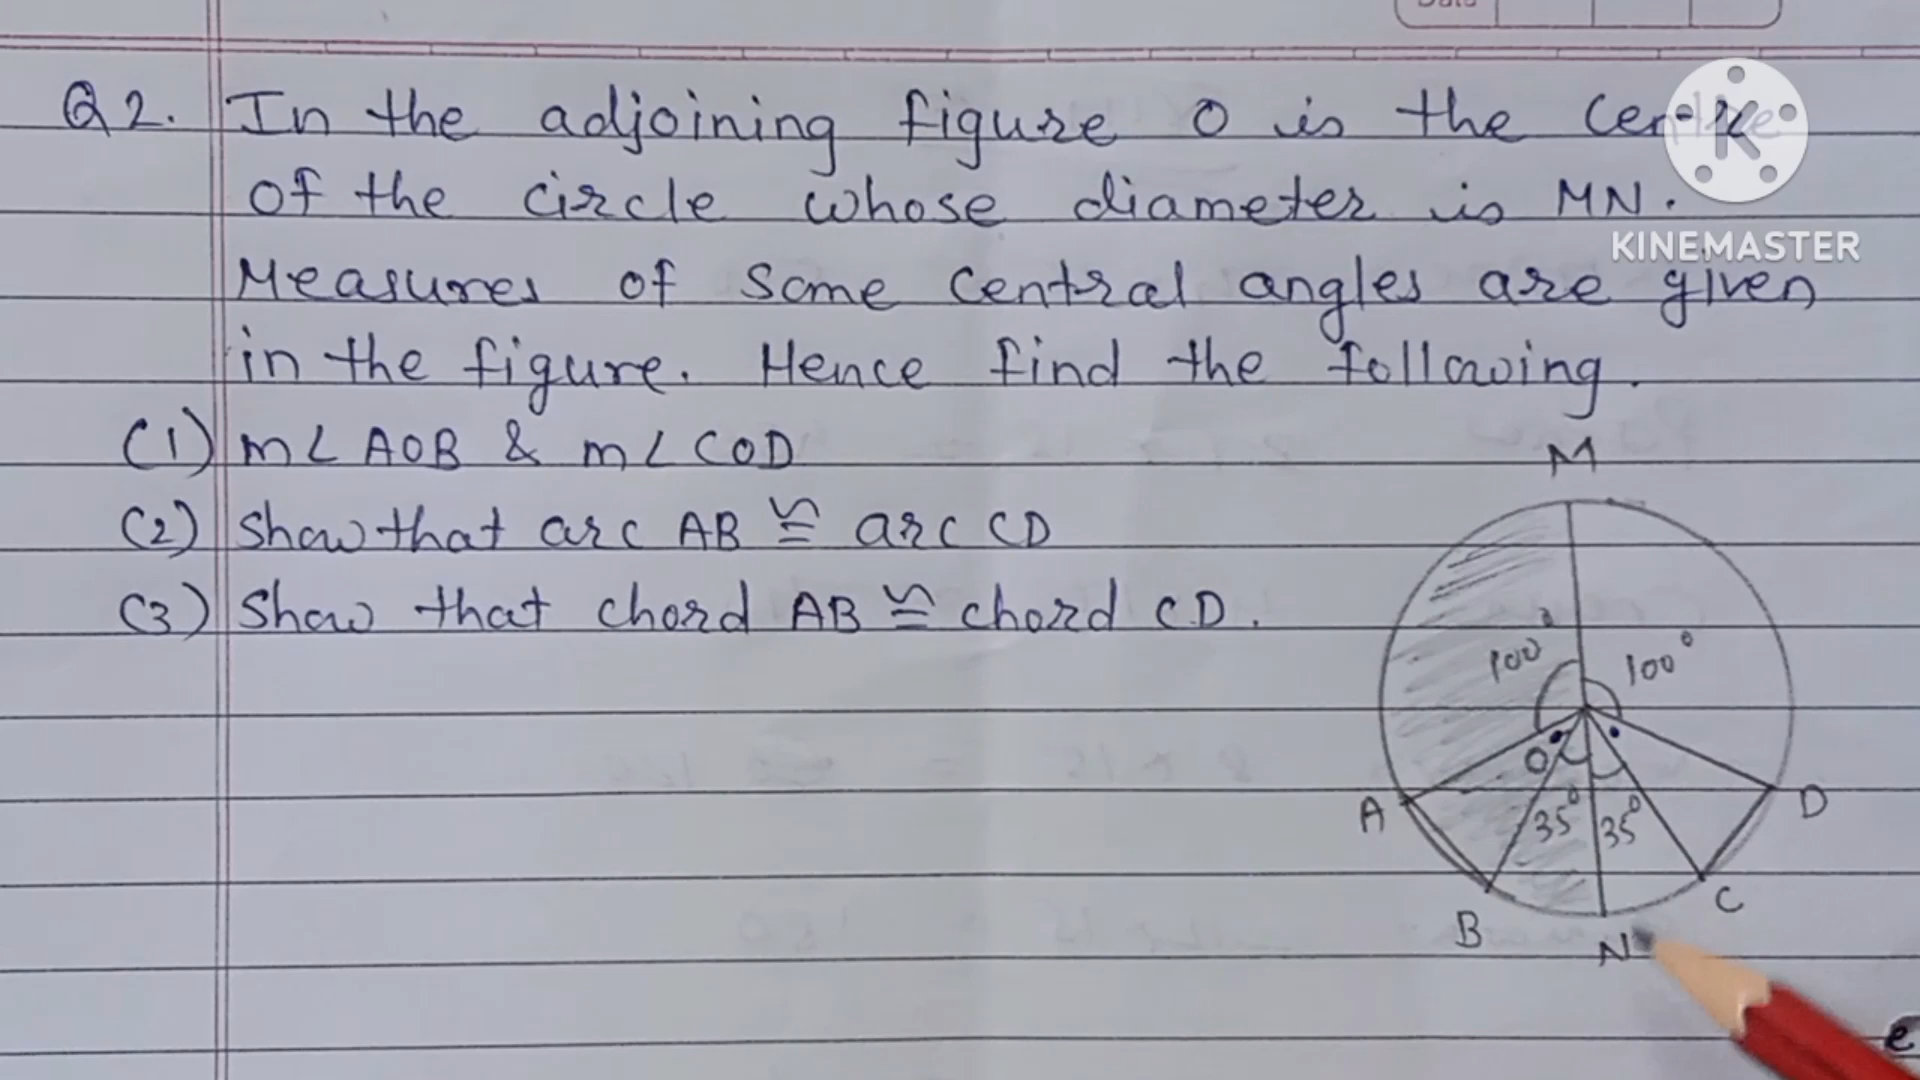 Date
Q2. In the adjoining figure O is the Centre
K
of the circle whose diameter is MN.
KINEMASTER
Measures of some central angles are given
in the figure. Hence find the following.
(1) m∠AOB & m∠COD
(2) Show that arc AB ≅ arc CD
(3) Show that chord AB ≅ chord CD.
M
100° 100°
O
A 35° 35° D
B N C
e